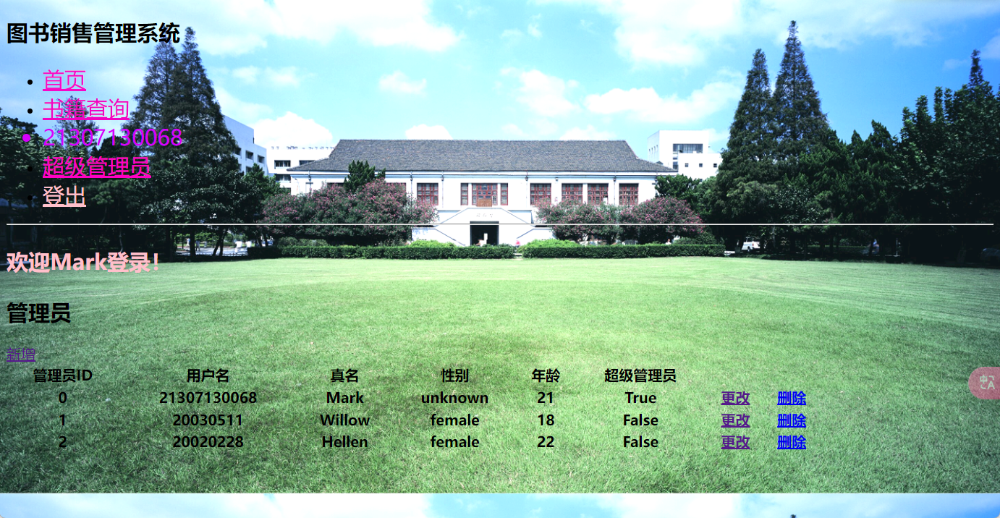 图书销售管理系统
首页
书籍查询
21307130068
超级管理员
登出
欢迎Mark登录!
管理员
新增
管理员ID 用户名 真名 性别 年龄 超级管理员
0 21307130068 Mark unknown 21 True 更改 删除
1 20030511 Willow female 18 False 更改 删除
2 20020228 Hellen female 22 False 更改 删除